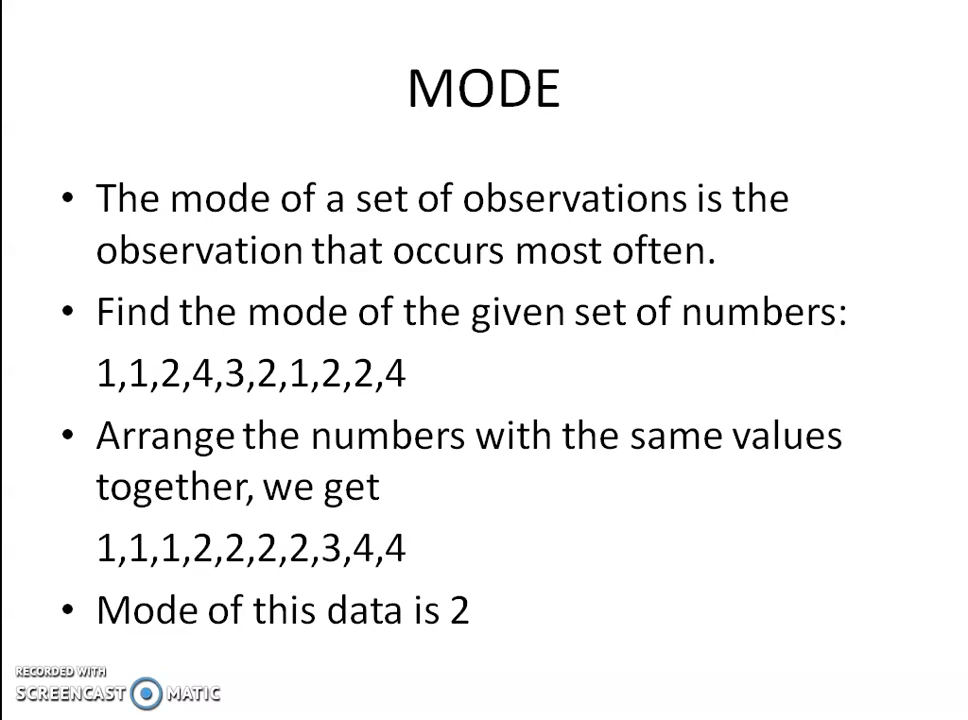 MODE
• The mode of a set of observations is the
observation that occurs most often.
• Find the mode of the given set of numbers:
1,1,2,4,3,2,1,2,2,4
• Arrange the numbers with the same values
together, we get
1,1,1,2,2,2,2,3,4,4
• Mode of this data is 2
RECORDED WITH
SCREENCAST MATIC